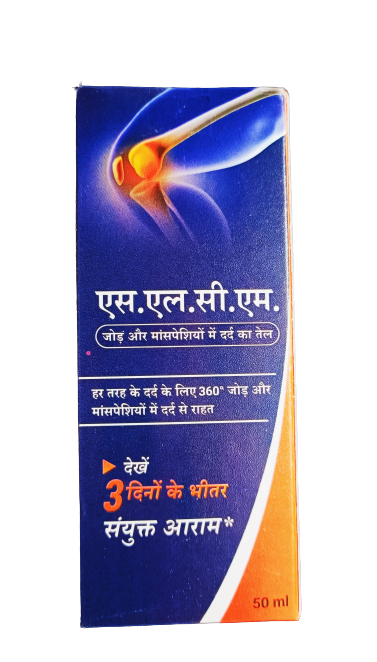 एस.एल.सी.एम.
जोड़ और मांसपेशियों में दर्द का तेल
हर तरह के दर्द के लिए 360° जोड़ और
मांसपेशियों में दर्द से राहत
देखें
3 दिनों के भीतर
संयुक्त आराम*
50 ml